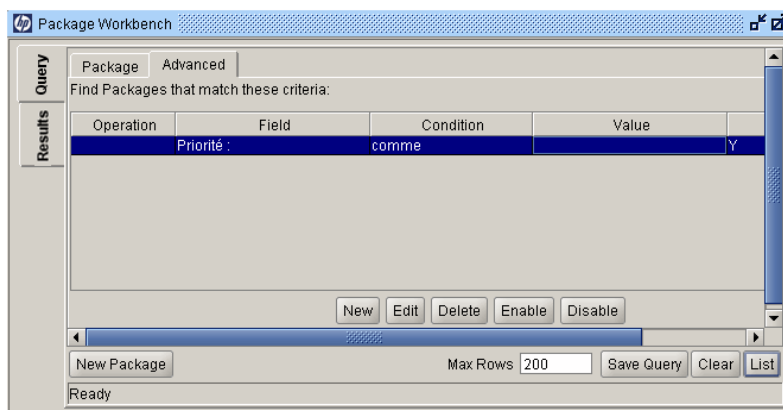 hp Package Workbench
Query
Results
Package Advanced
Find Packages that match these criteria:
Operation Field Condition Value
Priorité : comme Y
New Edit Delete Enable Disable
New Package Max Rows 200 Save Query Clear List
Ready